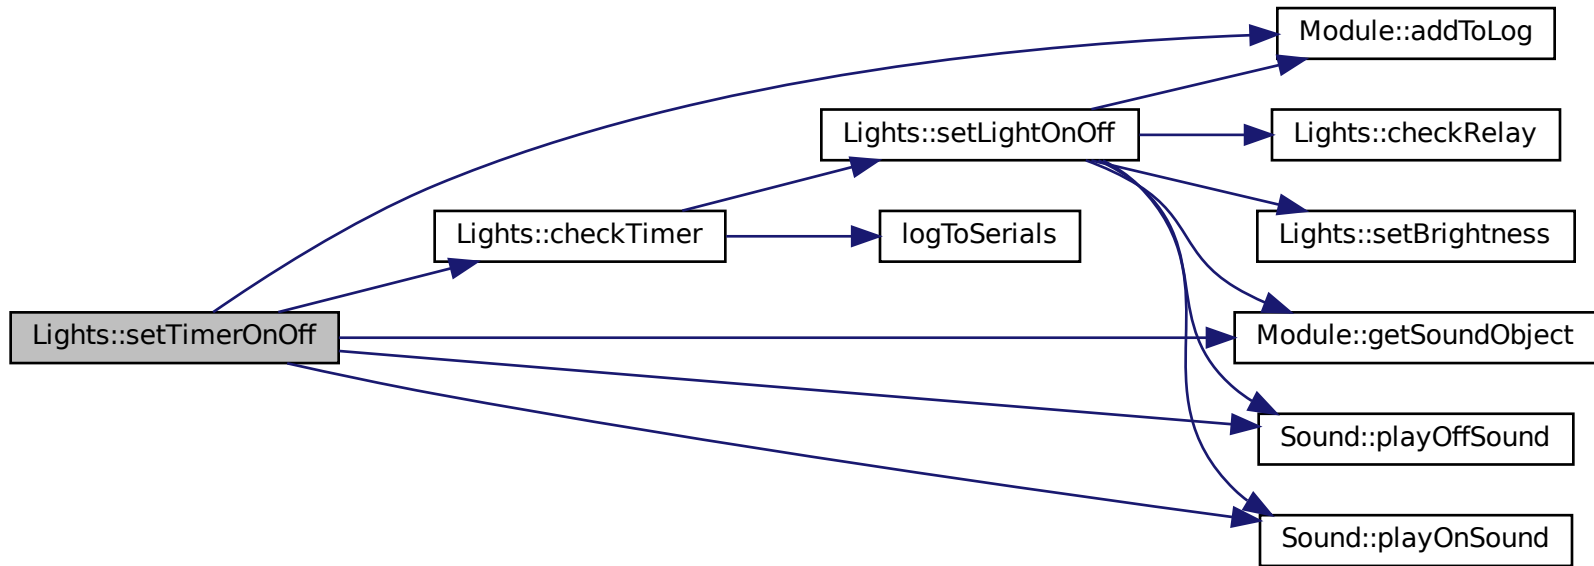 Module::addToLog
Lights::setLightOnOff
Lights::checkRelay
Lights::checkTimer
logToSerials
Lights::setBrightness
Lights::setTimerOnOff
Module::getSoundObject
Sound::playOffSound
Sound::playOnSound